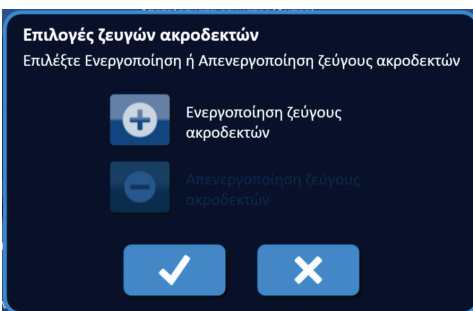 Επιλογές ζευγών ακροδεκτών
Επιλέξτε Ενεργοποίηση ή Απενεργοποίηση ζεύγους ακροδεκτών
Ενεργοποίηση ζεύγους
ακροδεκτών
Απενεργοποίηση ζεύγους
ακροδεκτών